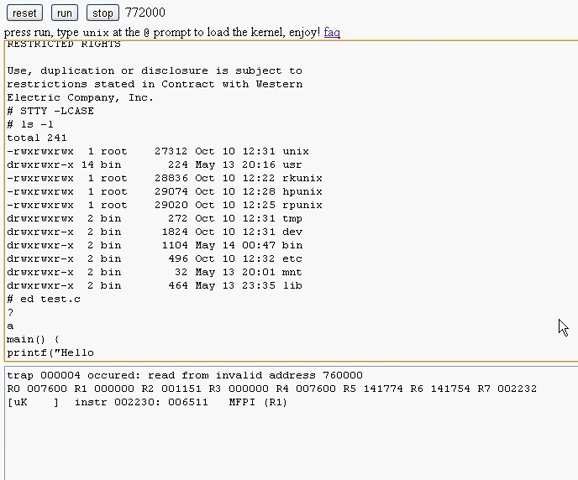 reset run stop 772000
press run, type unix at the @ prompt to load the kernel, enjoy! faq
RESTRICTED RIGHTS
Use, duplication or disclosure is subject to
restrictions stated in Contract with Western
Electric Company, Inc.
# STTY -LCASE
# ls -l
total 241
-rwxrwxrwx 1 root 27312 Oct 10 12:31 unix
drwxrwxr-x 14 bin 224 May 13 20:16 usr
-rwxrwxrwx 1 root 28836 Oct 10 12:22 rkunix
-rwxrwxrwx 1 root 29074 Oct 10 12:28 hpunix
-rwxrwxrwx 1 root 29020 Oct 10 12:25 rpunix
drwxrwxrwx 2 bin 272 Oct 10 12:31 tmp
drwxrwxr-x 2 bin 1824 Oct 10 12:31 dev
drwxrwxr-x 2 bin 1104 May 14 00:47 bin
drwxrwxr-x 2 bin 496 Oct 10 12:32 etc
drwxrwxr-x 2 bin 32 May 13 20:01 mnt
drwxrwxr-x 2 bin 464 May 13 23:35 lib
# ed test.c
?
a
main() {
printf("Hello
trap 000004 occured: read from invalid address 760000
R0 007600 R1 000000 R2 001151 R3 000000 R4 007600 R5 141774 R6 141754 R7 002232
[uK ] instr 002230: 006511 MFPI (R1)